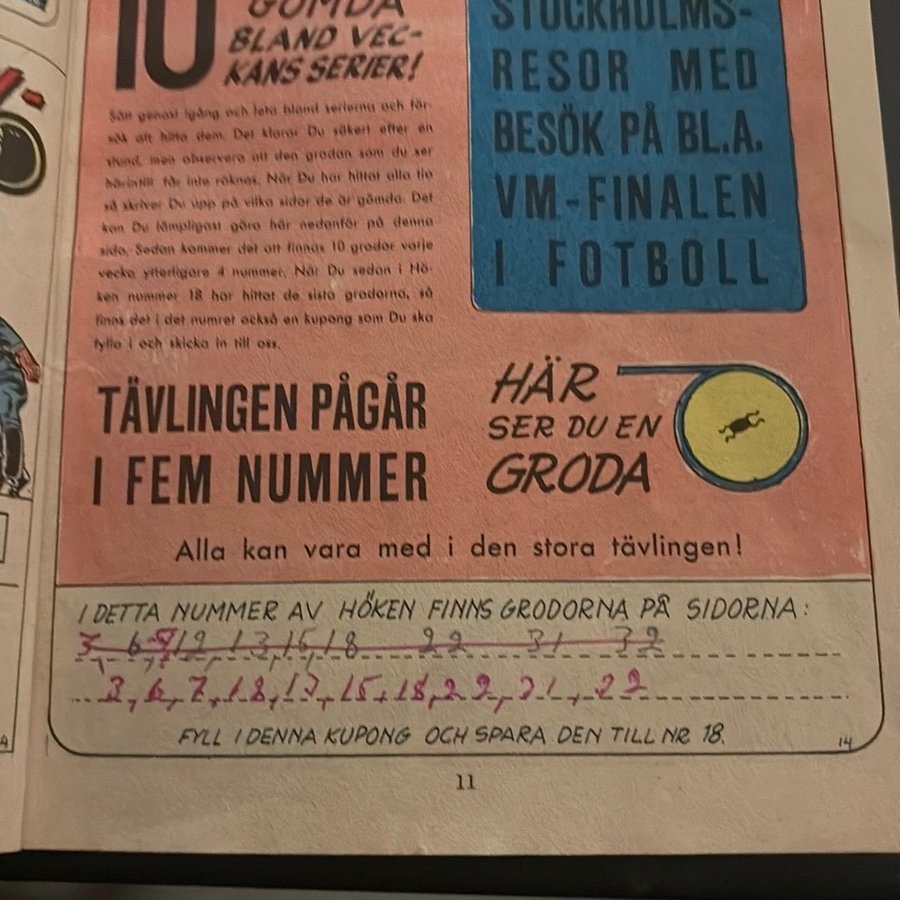 10 GÖMDA
BLAND VEC-
KANS SERIER!
Sätt genast igång och leta bland serierna och för-
sök att hitta dem. Det klarar Du säkert efter en
stund, men observera att den grodan som du ser
härintill får inte räknas. När Du har hittat alla tio
så skriver Du upp på vilka sidor de är gömda. Det
kan Du lämpligast göra här nedanför på denna
sida. Sedan kommer det att finnas 10 grodor varje
vecka ytterligare 4 nummer. När Du sedan i Hö-
ken nummer 18 har hittat de sista grodorna, så
finns det i det numret också en kupong som Du ska
fylla i och skicka in till oss.
STOCKHOLMS-
RESOR MED
BESÖK PÅ BL.A.
VM-FINALEN
I FOTBOLL
TÄVLINGEN PÅGÅR
I FEM NUMMER
HÄR
SER DU EN
GRODA
Alla kan vara med i den stora tävlingen!
I DETTA NUMMER AV HÖKEN FINNS GRODORNA PÅ SIDORNA:
13, 15, 18 22 31 32
3, 6, 7, 15, 18, 22
FYLL I DENNA KUPONG OCH SPARA DEN TILL NR 18.
14
11